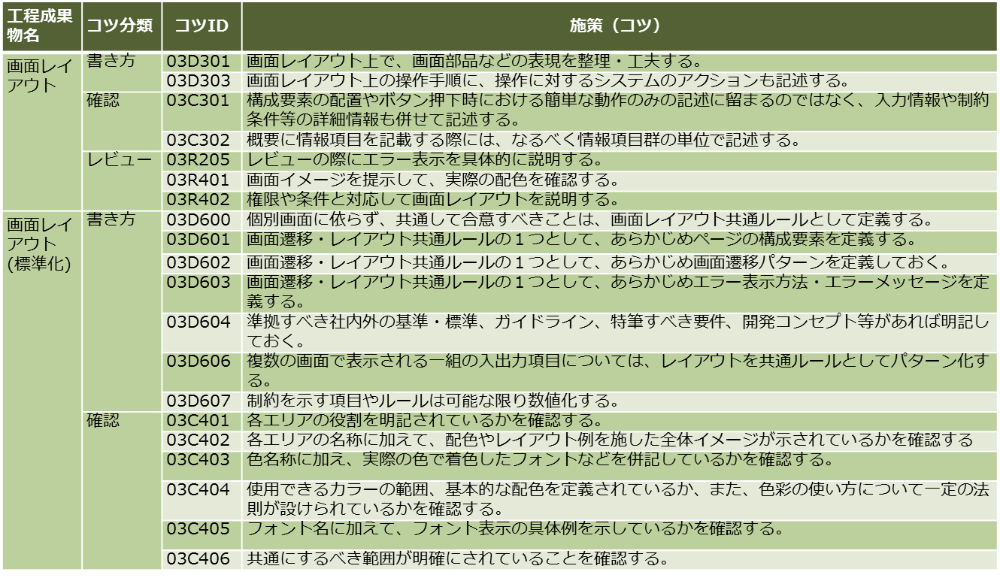 工程成果物名 コツ分類 コツID 施策（コツ）
画面レイアウト 書き方 03D301 画面レイアウト上で、画面部品などの表現を整理・工夫する。
03D303 画面レイアウト上の操作手順に、操作に対するシステムのアクションも記述する。
確認 03C301 構成要素の配置やボタン押下時における簡単な動作のみの記述に留まるのではなく、入力情報や制約
条件等の詳細情報も併せて記述する。
03C302 概要に情報項目を記載する際には、なるべく情報項目群の単位で記述する。
レビュー 03R205 レビューの際にエラー表示を具体的に説明する。
03R401 画面イメージを提示して、実際の配色を確認する。
03R402 権限や条件と対応して画面レイアウトを説明する。
画面レイアウト(標準化) 書き方 03D600 個別画面に依らず、共通して合意すべきことは、画面レイアウト共通ルールとして定義する。
03D601 画面遷移・レイアウト共通ルールの１つとして、あらかじめページの構成要素を定義する。
03D602 画面遷移・レイアウト共通ルールの１つとして、あらかじめ画面遷移パターンを定義しておく。
03D603 画面遷移・レイアウト共通ルールの１つとして、あらかじめエラー表示方法・エラーメッセージを定
義する。
03D604 準拠すべき社内外の基準・標準、ガイドライン、特筆すべき要件、開発コンセプト等があれば明記し
ておく。
03D606 複数の画面で表示される一組の入出力項目については、レイアウトを共通ルールとしてパターン化す
る。
03D607 制約を示す項目やルールは可能な限り数値化する。
確認 03C401 各エリアの役割を明記されているかを確認する。
03C402 各エリアの名称に加えて、配色やレイアウト例を施した全体イメージが示されているかを確認する
03C403 色名称に加え、実際の色で着色したフォントなどを併記しているかを確認する。
03C404 使用できるカラーの範囲、基本的な配色を定義されているか、また、色彩の使い方について一定の法
則が設けられているかを確認する。
03C405 フォント名に加えて、フォント表示の具体例を示しているかを確認する。
03C406 共通にするべき範囲が明確にされていることを確認する。